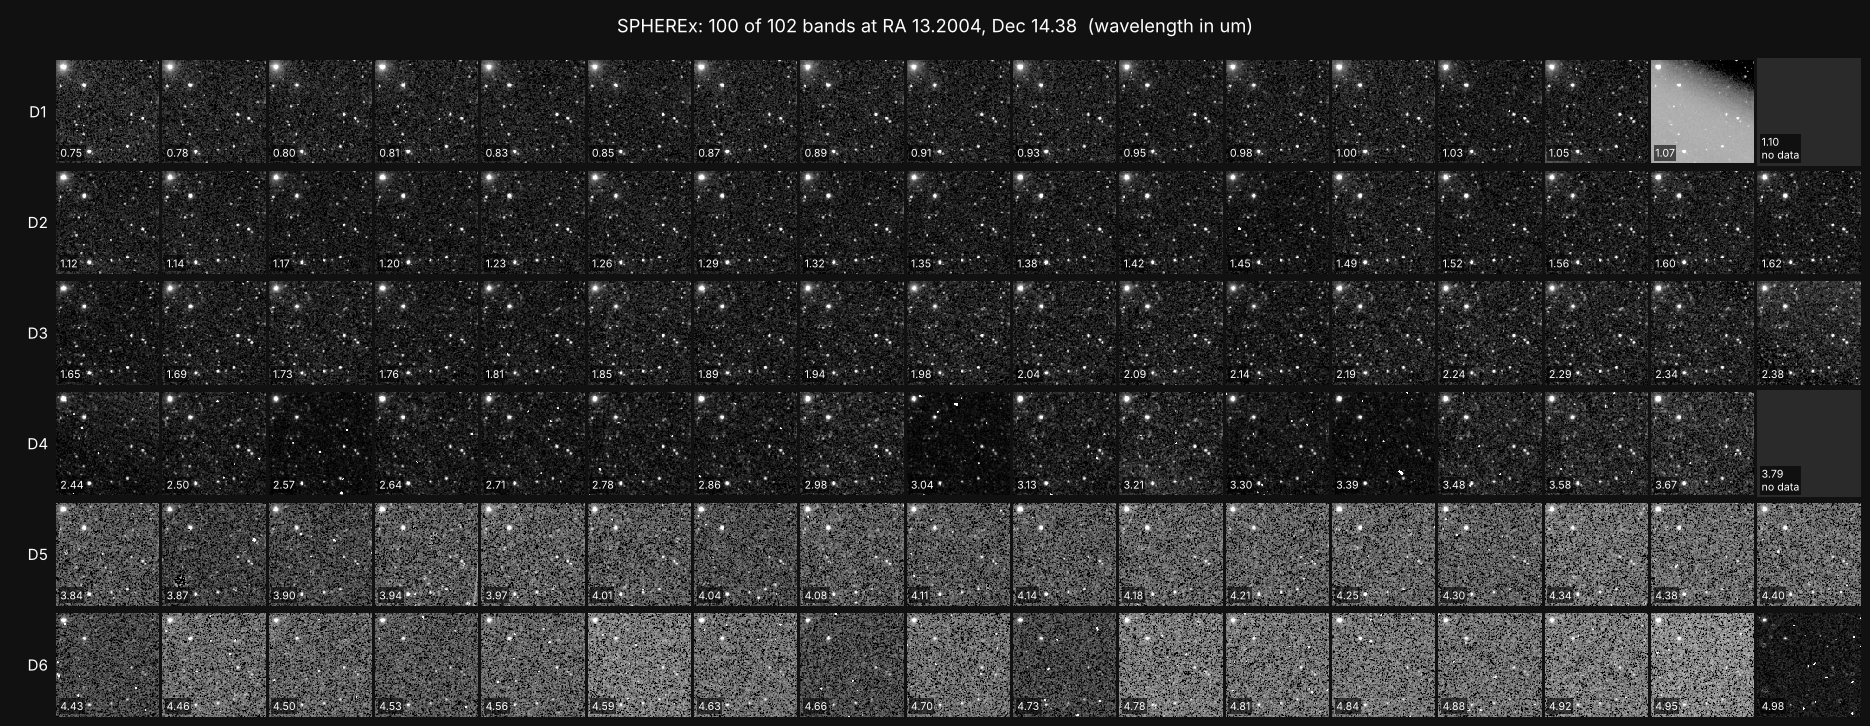 SPHEREx: 100 of 102 bands at RA 13.2004, Dec 14.38 (wavelength in um)
D1
0.75 0.78 0.80 0.81 0.83 0.85 0.87 0.89 0.91 0.93 0.95 0.98 1.00 1.03 1.05 1.07 1.10
no data
D2
1.12 1.14 1.17 1.20 1.23 1.26 1.29 1.32 1.35 1.38 1.42 1.45 1.49 1.52 1.56 1.60 1.62
D3
1.65 1.69 1.73 1.76 1.81 1.85 1.89 1.94 1.98 2.04 2.09 2.14 2.19 2.24 2.29 2.34 2.38
D4
2.44 2.50 2.57 2.64 2.71 2.78 2.86 2.98 3.04 3.13 3.21 3.30 3.39 3.48 3.58 3.67 3.79
no data
D5
3.84 3.87 3.90 3.94 3.97 4.01 4.04 4.08 4.11 4.14 4.18 4.21 4.25 4.30 4.34 4.38 4.40
D6
4.43 4.46 4.50 4.53 4.56 4.59 4.63 4.66 4.70 4.73 4.78 4.81 4.84 4.88 4.92 4.95 4.98